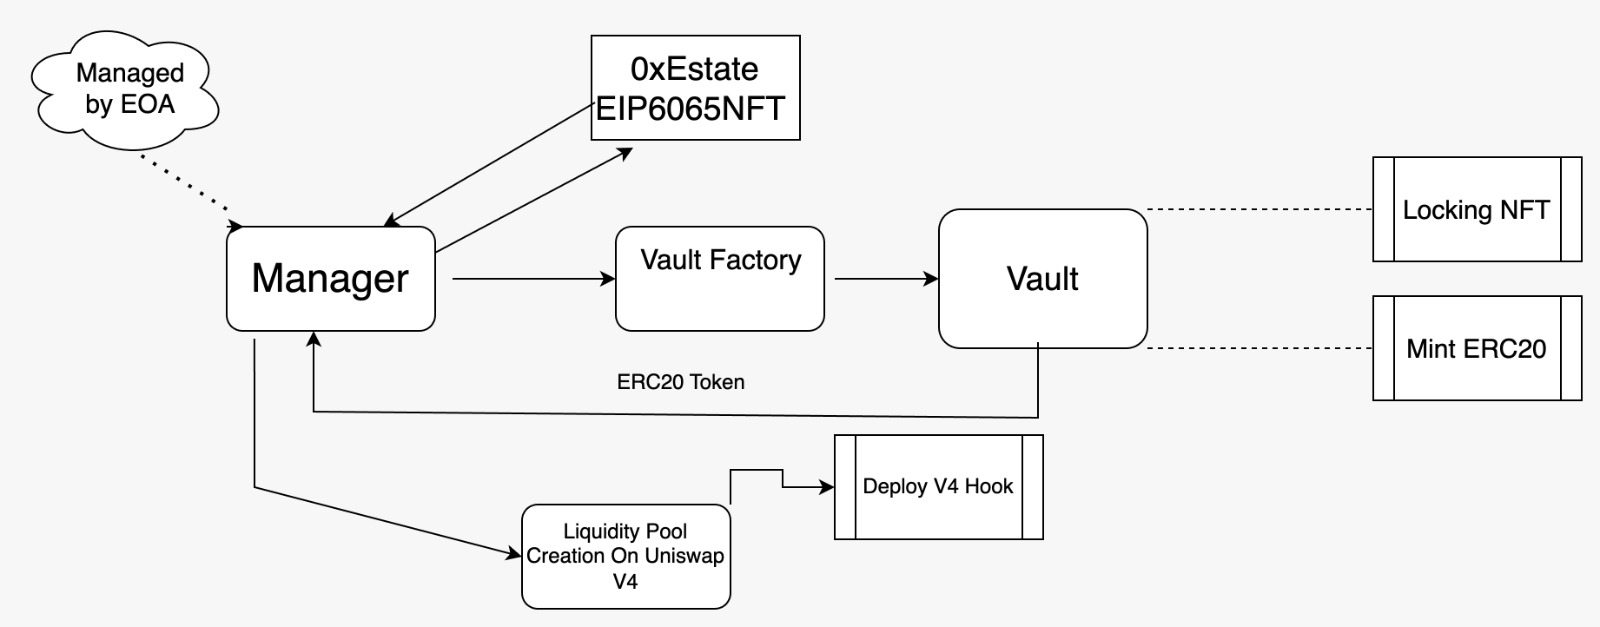 Managed
by EOA
0xEstate
EIP6065NFT
Locking NFT
Manager
Vault Factory
Vault
Mint ERC20
ERC20 Token
Deploy V4 Hook
Liquidity Pool
Creation On Uniswap
V4